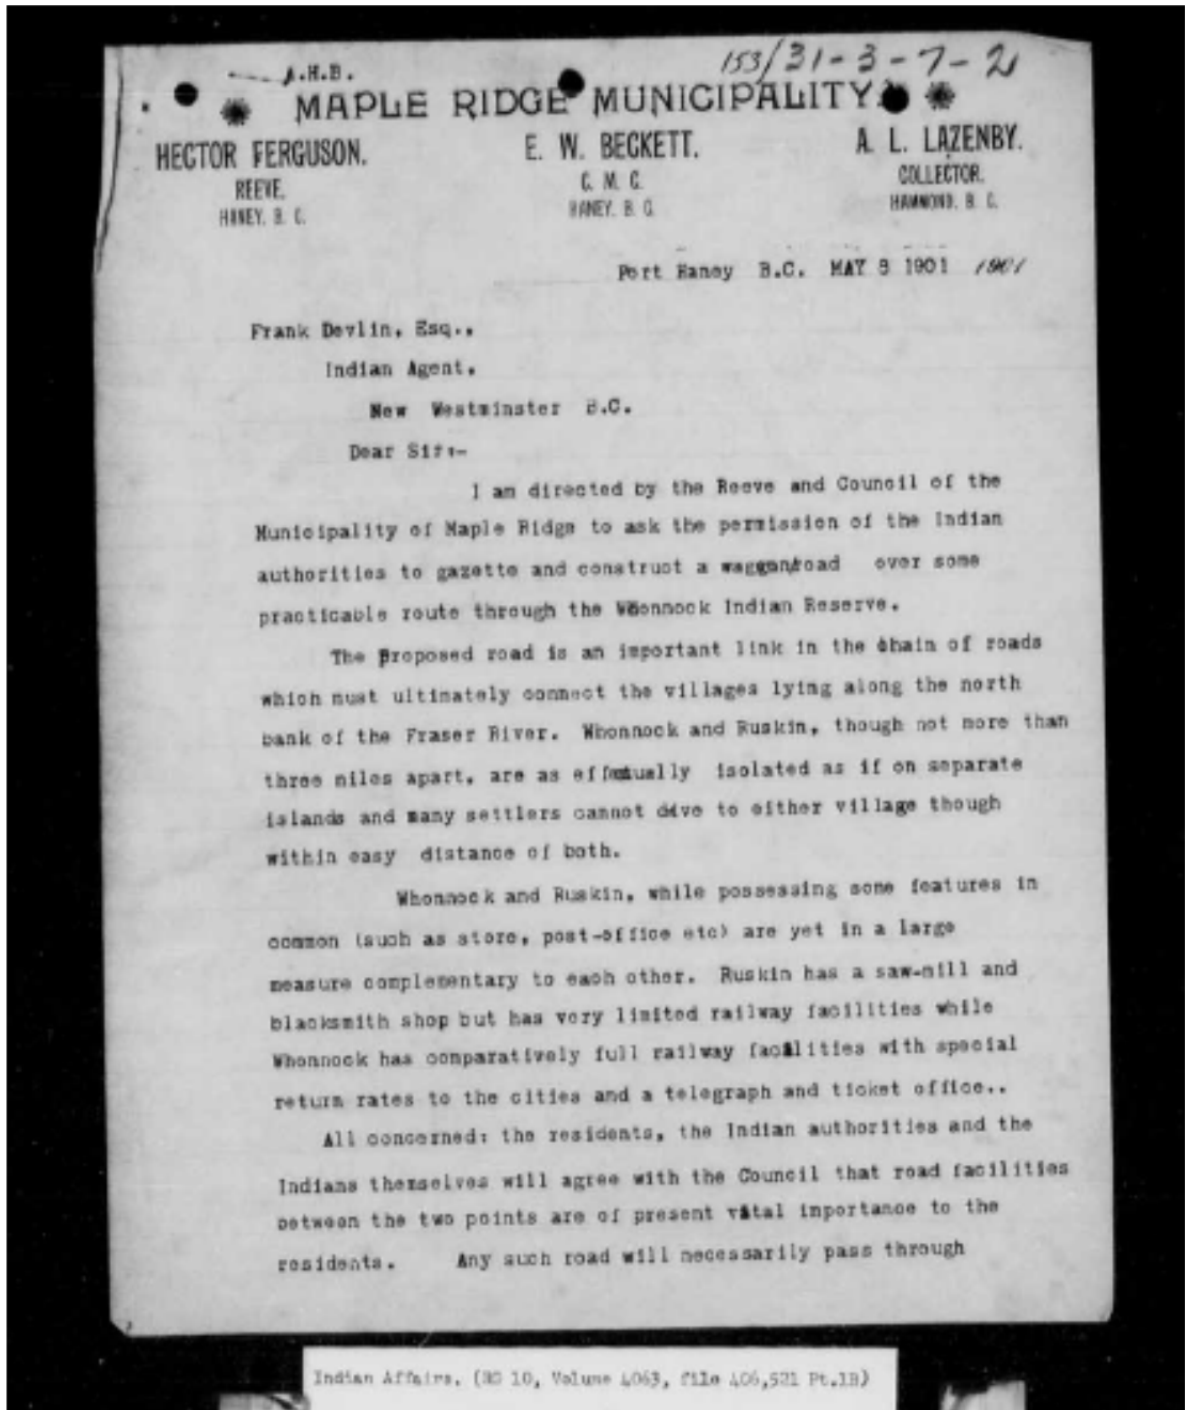 A.H.B.
153/31-3-7-2
MAPLE RIDGE MUNICIPALITY
HECTOR FERGUSON.
REEVE.
HANEY. B. C.
E. W. BECKETT.
C. M. C.
HANEY. B. C.
A. L. LAZENBY.
COLLECTOR.
HAMMOND. B. C.
Port Haney B.C. MAY 8 1901 1901
Frank Devlin, Esq.,
Indian Agent,
New Westminster B.C.
Dear Sir:-
I am directed by the Reeve and Council of the
Municipality of Maple Ridge to ask the permission of the Indian
authorities to gazette and construct a waggon/road over some
practicable route through the Whonnock Indian Reserve.
The Proposed road is an important link in the chain of roads
which must ultimately connect the villages lying along the north
bank of the Fraser River. Whonnock and Ruskin, though not more than
three miles apart, are as effectually isolated as if on separate
islands and many settlers cannot dive to either village though
within easy distance of both.
Whonnock and Ruskin, while possessing some features in
common (such as store, post-office etc) are yet in a large
measure complementary to each other. Ruskin has a saw-mill and
blacksmith shop but has very limited railway facilities while
Whonnock has comparatively full railway facilities with special
return rates to the cities and a telegraph and ticket office..
All concerned: the residents, the Indian authorities and the
Indians themselves will agree with the Council that road facilities
between the two points are of present vital importance to the
residents. Any such road will necessarily pass through
Indian Affairs. (RG 10, Volume 4063, file 406,521 Pt.1B)